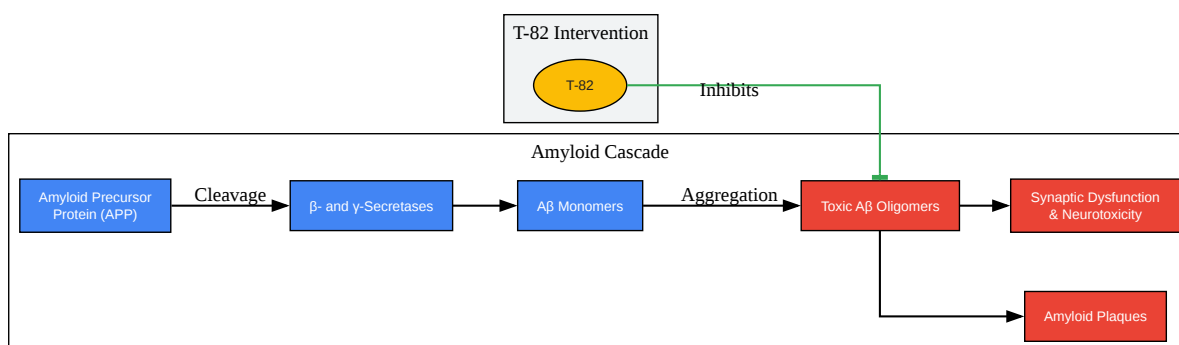 T-82 Intervention
T-82
Inhibits
Amyloid Cascade
Amyloid Precursor
Protein (APP)
Cleavage
β- and γ-Secretases
Aβ Monomers
Aggregation
Toxic Aβ Oligomers
Synaptic Dysfunction
& Neurotoxicity
Amyloid Plaques